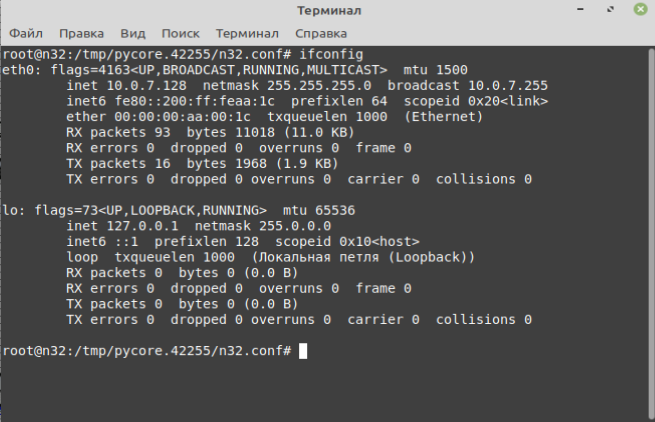 Терминал
Файл Правка Вид Поиск Терминал Справка
root@n32:/tmp/pycore.42255/n32.conf# ifconfig
eth0: flags=4163<UP,BROADCAST,RUNNING,MULTICAST>  mtu 1500
        inet 10.0.7.128  netmask 255.255.255.0  broadcast 10.0.7.255
        inet6 fe80::200:ff:feaa:1c  prefixlen 64  scopeid 0x20<link>
        ether 00:00:00:aa:00:1c  txqueuelen 1000  (Ethernet)
        RX packets 93  bytes 11018 (11.0 KB)
        RX errors 0  dropped 0  overruns 0  frame 0
        TX packets 16  bytes 1968 (1.9 KB)
        TX errors 0  dropped 0 overruns 0  carrier 0  collisions 0
lo: flags=73<UP,LOOPBACK,RUNNING>  mtu 65536
        inet 127.0.0.1  netmask 255.0.0.0
        inet6 ::1  prefixlen 128  scopeid 0x10<host>
        loop  txqueuelen 1000  (Локальная петля (Loopback))
        RX packets 0  bytes 0 (0.0 B)
        RX errors 0  dropped 0  overruns 0  frame 0
        TX packets 0  bytes 0 (0.0 B)
        TX errors 0  dropped 0 overruns 0  carrier 0  collisions 0
root@n32:/tmp/pycore.42255/n32.conf#